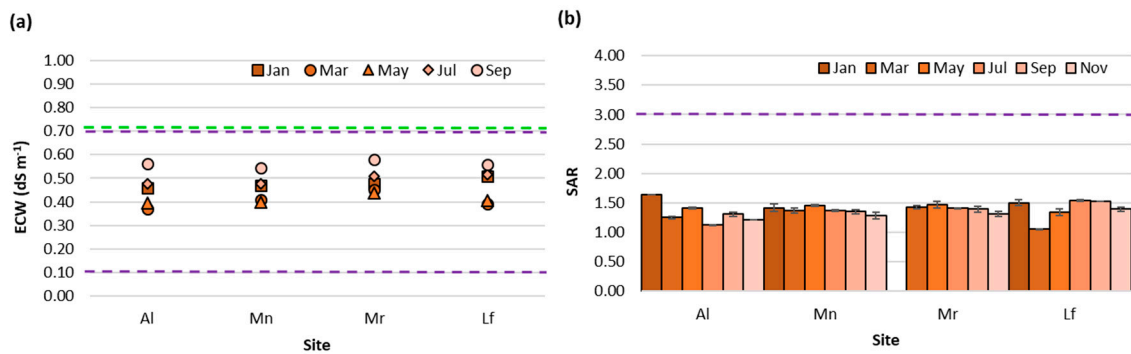 (a)
1.00
0.90
0.80
0.70
0.60
0.50
0.40
0.30
0.20
0.10
0.00
ECW (dS m⁻¹)
Jan Mar May Jul Sep
Al Mn Mr Lf
Site
(b)
4.00
3.50
3.00
2.50
2.00
1.50
1.00
0.50
0.00
SAR
Jan Mar May Jul Sep Nov
Al Mn Mr Lf
Site